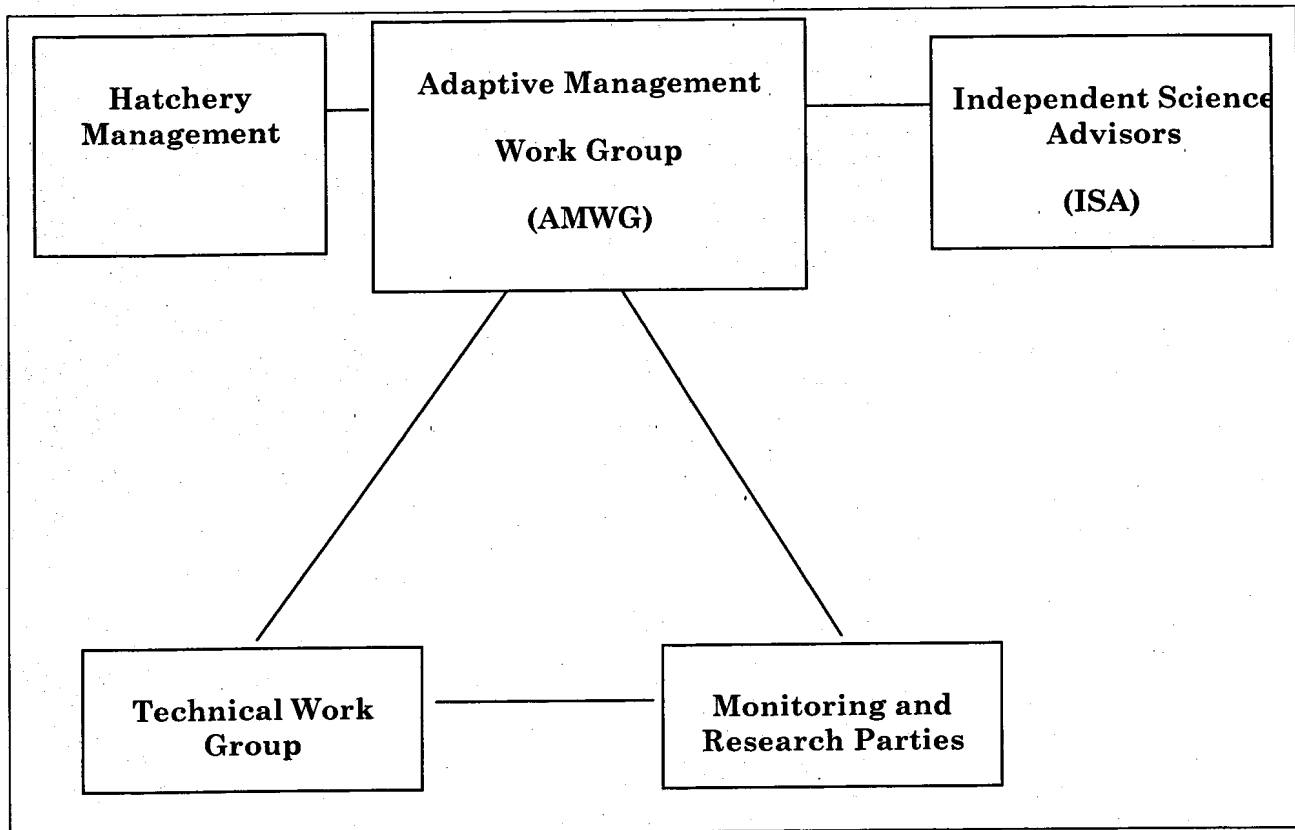 Hatchery
Management
Adaptive Management
Work Group
(AMWG)
Independent Science
Advisors
(ISA)
Technical Work
Group
Monitoring and
Research Parties